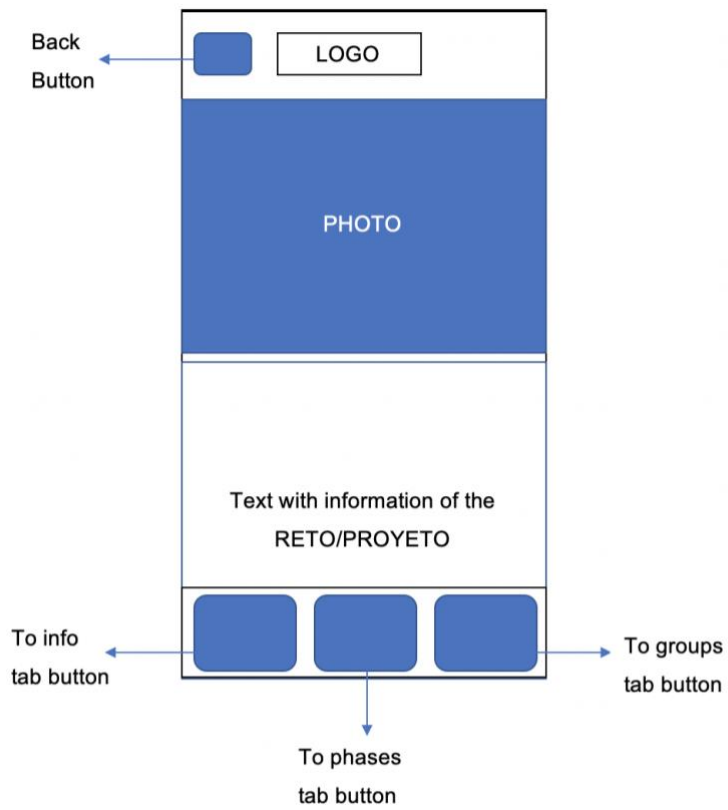 Back
Button
LOGO
PHOTO
Text with information of the
RETO/PROYETO
To info
tab button
To groups
tab button
To phases
tab button